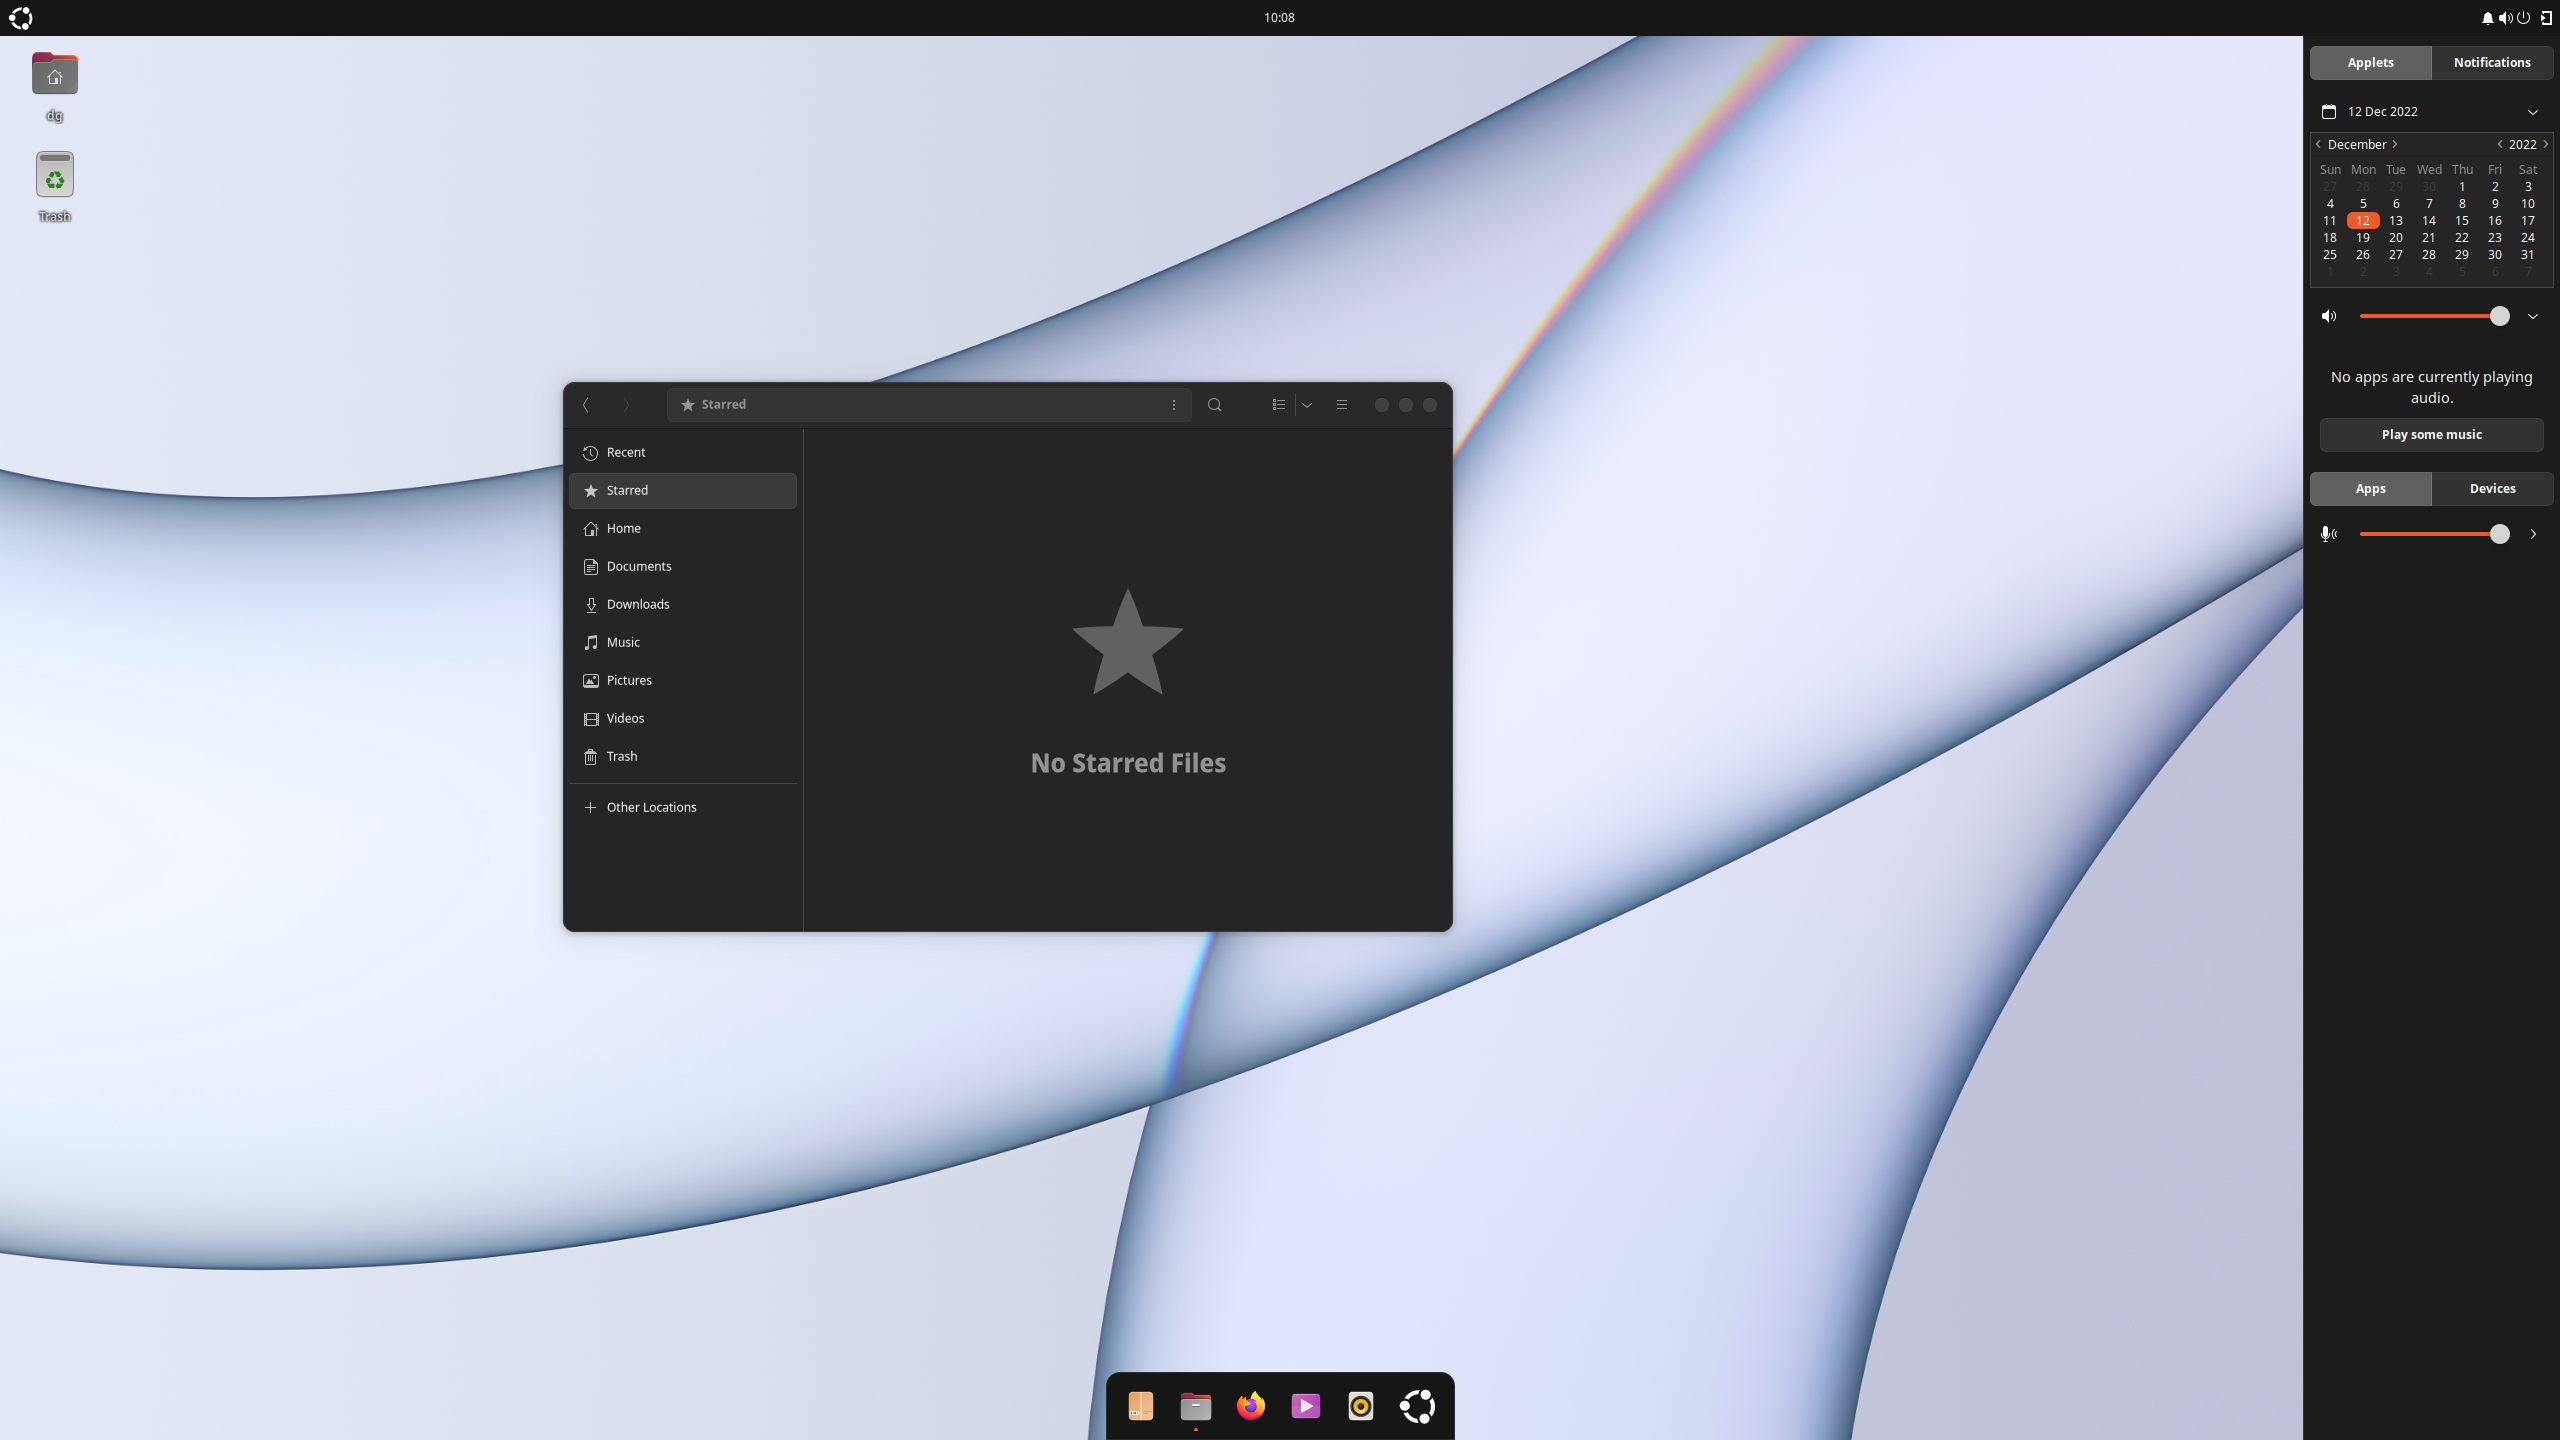 10:08
dg
Trash
Starred
Recent
Starred
Home
Documents
Downloads
Music
Pictures
Videos
Trash
Other Locations
No Starred Files
Applets Notifications
12 Dec 2022
December 2022
Sun Mon Tue Wed Thu Fri Sat
27 28 29 30 1 2 3
4 5 6 7 8 9 10
11 12 13 14 15 16 17
18 19 20 21 22 23 24
25 26 27 28 29 30 31
1 2 3 4 5 6 7
No apps are currently playing
audio.
Play some music
Apps Devices